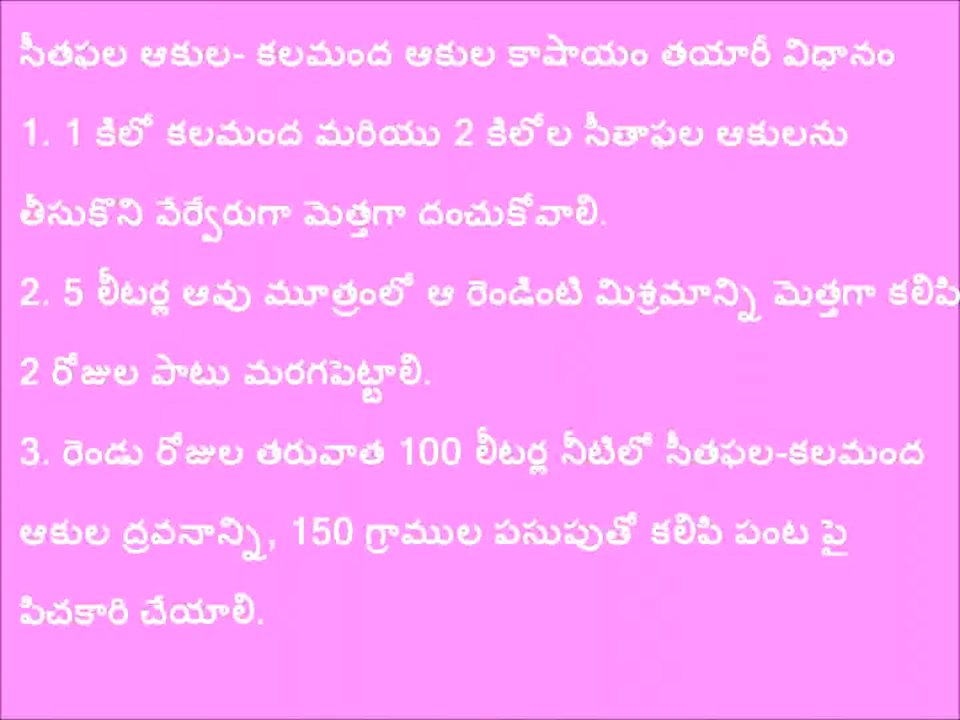 సీతఫల ఆకుల- కలమంద ఆకుల కాషాయం తయారీ విధానం
1. 1 కిలో కలమంద మరియు 2 కిలోల సీతాఫల ఆకులను
తీసుకొని వేర్వేరుగా మెత్తగా దంచుకోవాలి.
2. 5 లీటర్ల ఆవు మూత్రంలో ఆ రెండింటి మిశ్రమాన్ని మెత్తగా కలిపి
2 రోజుల పాటు మరగపెట్టాలి.
3. రెండు రోజుల తరువాత 100 లీటర్ల నీటిలో సీతఫల-కలమంద
ఆకుల ద్రవనాన్ని, 150 గ్రాముల పసుపుతో కలిపి పంట పై
పిచకారి చేయాలి.